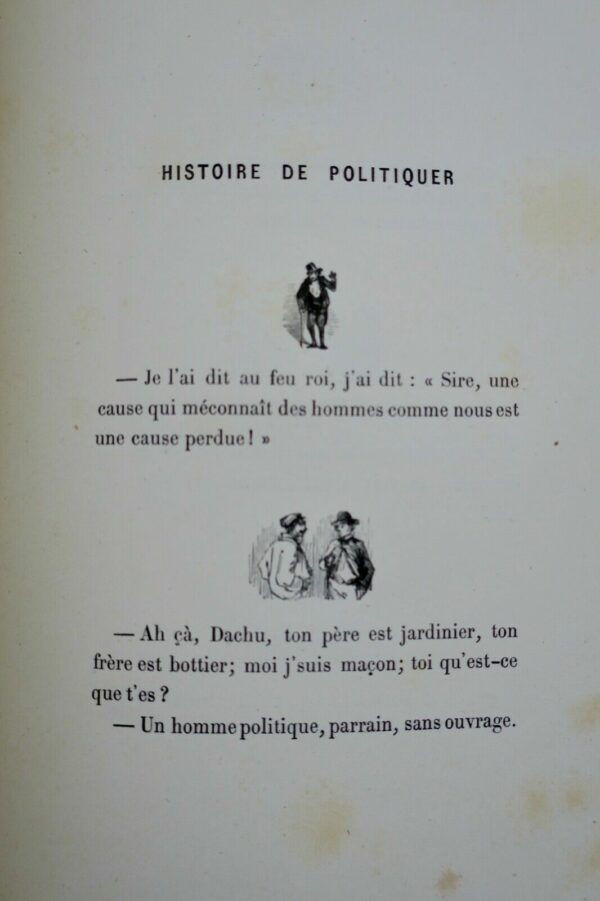 HISTOIRE DE POLITIQUER
— Je l'ai dit au feu roi, j'ai dit : « Sire, une
cause qui méconnaît des hommes comme nous est
une cause perdue ! »
— Ah çà, Dachu, ton père est jardinier, ton
frère est bottier; moi j'suis maçon; toi qu'est-ce
que t'es ?
— Un homme politique, parrain, sans ouvrage.